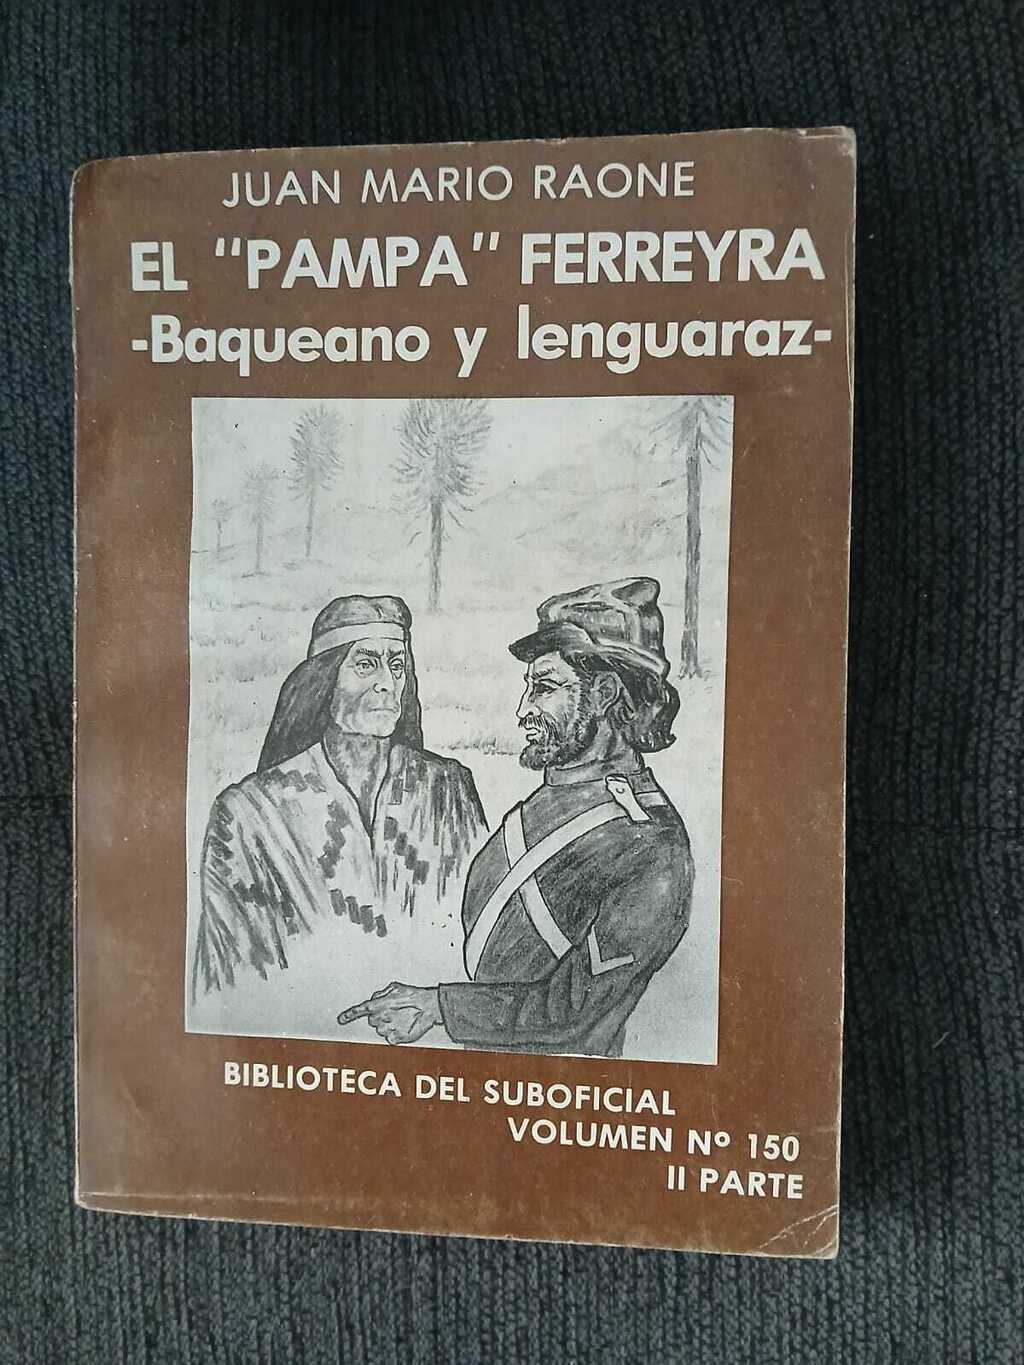 JUAN MARIO RAONE
EL "PAMPA" FERREYRA
-Baqueano y lenguaraz-
BIBLIOTECA DEL SUBOFICIAL
VOLUMEN Nº 150
II PARTE